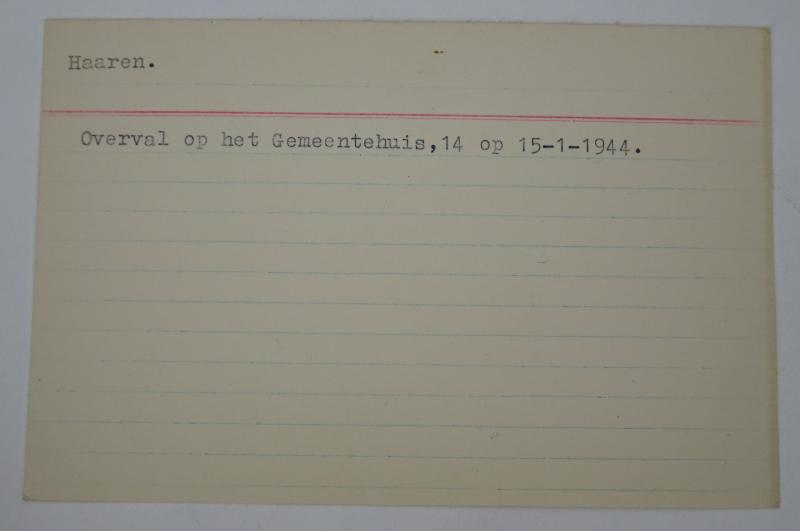 Haaren.
Overval op het Gemeentehuis,14 op 15-1-1944.